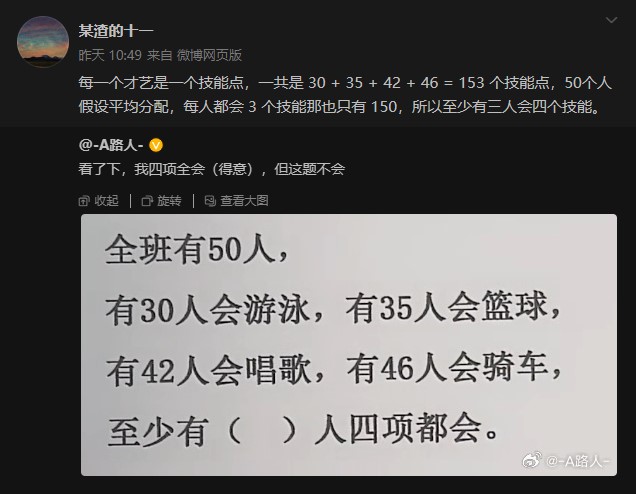 某渣的十一
昨天 10:49 来自 微博网页版
每一个才艺是一个技能点，一共是 30 + 35 + 42 + 46 = 153 个技能点，50个人
假设平均分配，每人都会 3 个技能那也只有 150，所以至少有三人会四个技能。
@-A路人-
看了下，我四项全会（得意），但这题不会
收起 旋转 查看大图
全班有50人，
有30人会游泳，有35人会篮球，
有42人会唱歌，有46人会骑车，
至少有（ ）人四项都会。
@-A路人-